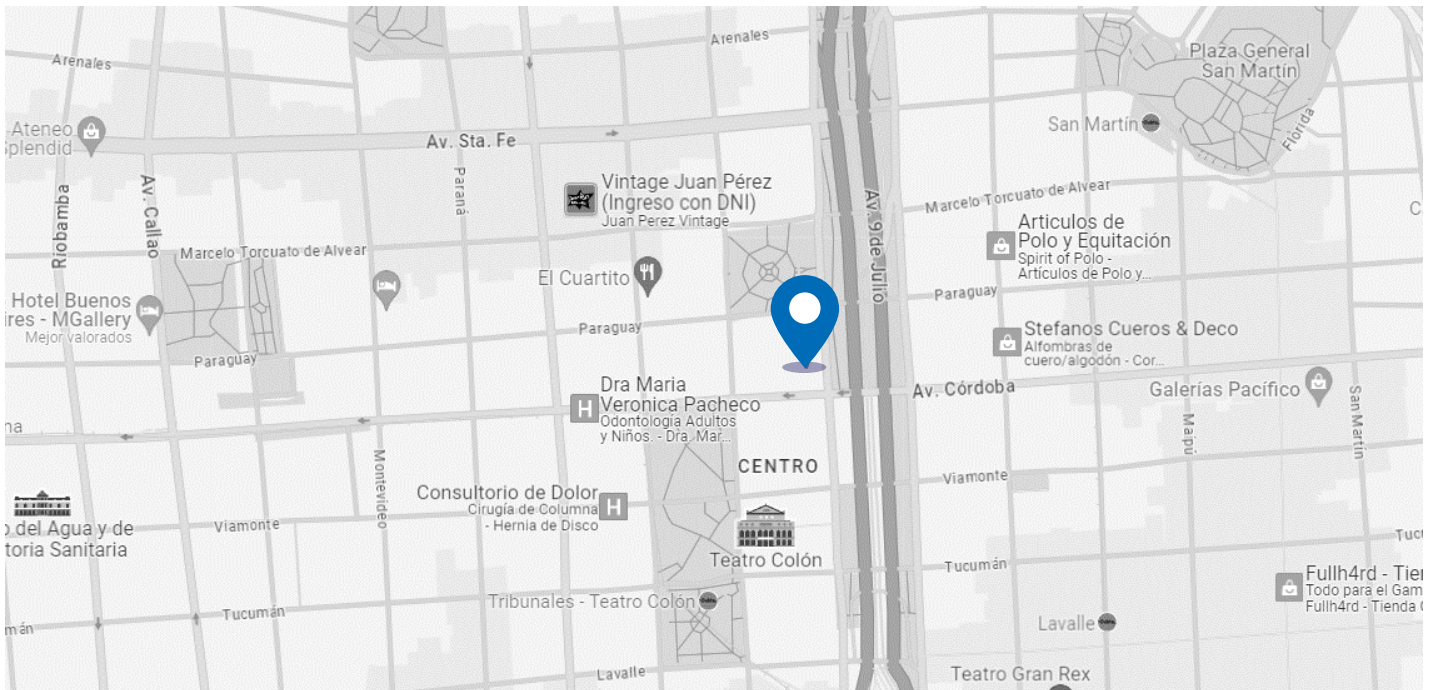 Arenales
Arenales
Plaza General
San Martín
San Martín
Florida
Ateneo
Splendid
Av. Sta. Fe
Riobamba
Av. Callao
Paraná
Vintage Juan Pérez
(Ingreso con DNI)
Juan Perez Vintage
Av. 9 de Julio
Marcelo Torcuato de Alvear
Articulos de
Polo y Equitación
Spirit of Polo -
Artículos de Polo y...
Marcelo Torcuato de Alvear
El Cuartito
Paraguay
Hotel Buenos
ires - MGallery
Mejor valorados
Paraguay
Paraguay
Stefanos Cueros & Deco
Alfombras de
cuero/algodón - Cor...
Dra Maria
Veronica Pacheco
Odontología Adultos
y Niños. - Dra. Mar...
H
Av. Córdoba
Galerías Pacífico
San Martín
Maipú
na
Montevideo
CENTRO
Viamonte
Consultorio de Dolor
Cirugía de Columna
- Hernia de Disco
H
Viamonte
o del Agua y de
toria Sanitaria
Teatro Colón
Tucumán
Tucu
Fullh4rd - Tien
Todo para el Gam
Fullh4rd - Tienda G
Tribunales - Teatro Colón
Tucumán
mán
Lavalle
Lavalle
Teatro Gran Rex